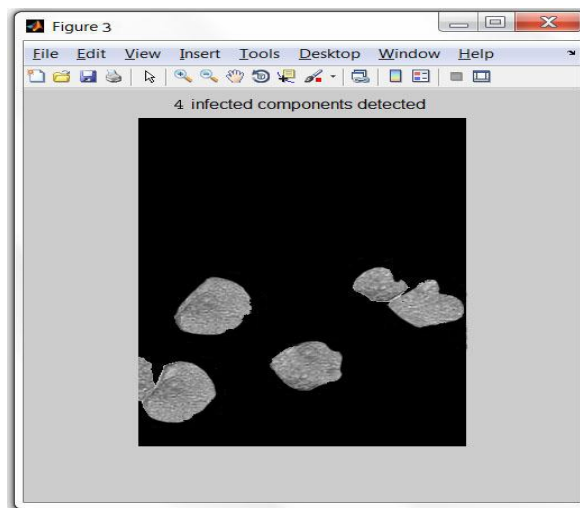 Figure 3
File Edit View Insert Tools Desktop Window Help
4 infected components detected